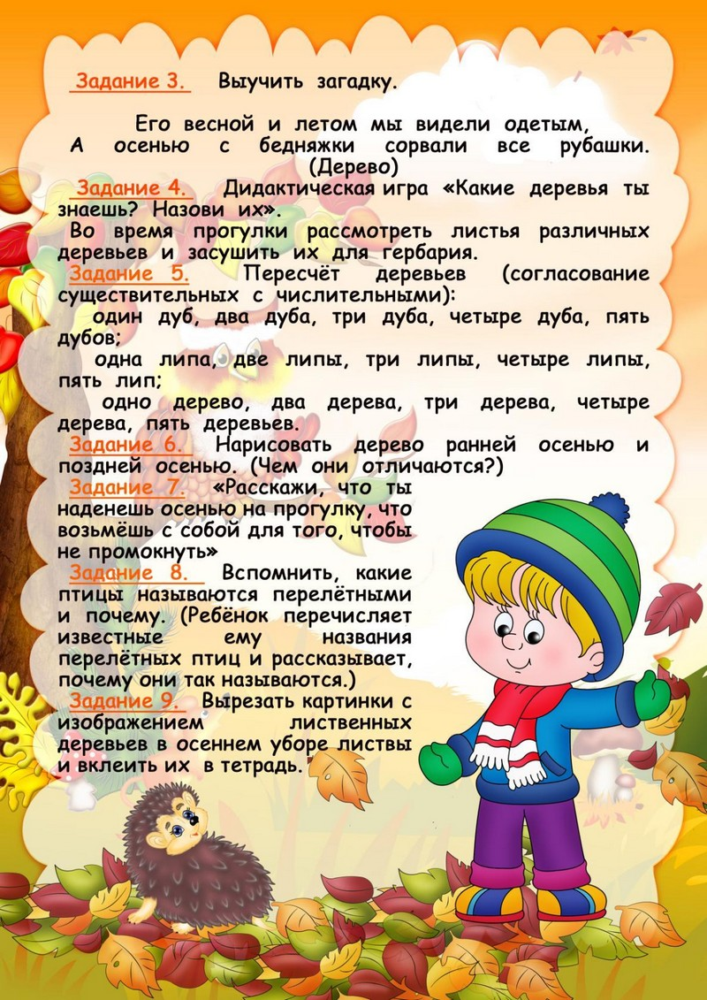 Задание 3. Выучить загадку.
Его весной и летом мы видели одетым,
А осенью с бедняжки сорвали все рубашки.
(Дерево)
Задание 4. Дидактическая игра «Какие деревья ты
знаешь? Назови их».
Во время прогулки рассмотреть листья различных
деревьев и засушить их для гербария.
Задание 5. Пересчёт деревьев (согласование
существительных с числительными):
один дуб, два дуба, три дуба, четыре дуба, пять
дубов;
одна липа, две липы, три липы, четыре липы,
пять лип;
одно дерево, два дерева, три дерева, четыре
дерева, пять деревьев.
Задание 6. Нарисовать дерево ранней осенью и
поздней осенью. (Чем они отличаются?)
Задание 7. «Расскажи, что ты
наденешь осенью на прогулку, что
возьмёшь с собой для того, чтобы
не промокнуть»
Задание 8. Вспомнить, какие
птицы называются перелётными
и почему. (Ребёнок перечисляет
известные ему названия
перелётных птиц и рассказывает,
почему они так называются.)
Задание 9. Вырезать картинки с
изображением лиственных
деревьев в осеннем уборе листвы
и вклеить их в тетрадь.